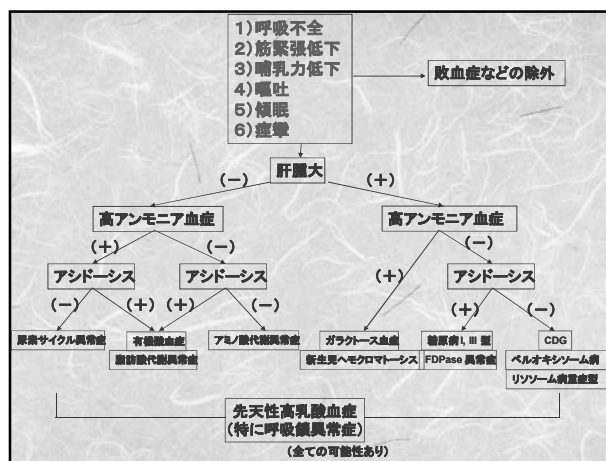 1)呼吸不全
2)筋緊張低下
3)哺乳力低下
4)嘔吐
5)傾眠
6)痙攣
敗血症などの除外
肝腫大
(－) (＋)
高アンモニア血症 高アンモニア血症
(＋) (－) (－)
アシドーシス アシドーシス (＋) アシドーシス
(－) (＋) (＋) (－) (＋) (－)
尿素サイクル異常症 有機酸血症 アミノ酸代謝異常症 ガラクトース血症 糖原病 I, III 型 CDG
脂肪酸代謝異常症 新生児ヘモクロマトーシス FDPase 異常症 ペルオキシソーム病
リソソーム病重症型
先天性高乳酸血症
(特に呼吸鎖異常症)
(全ての可能性あり)